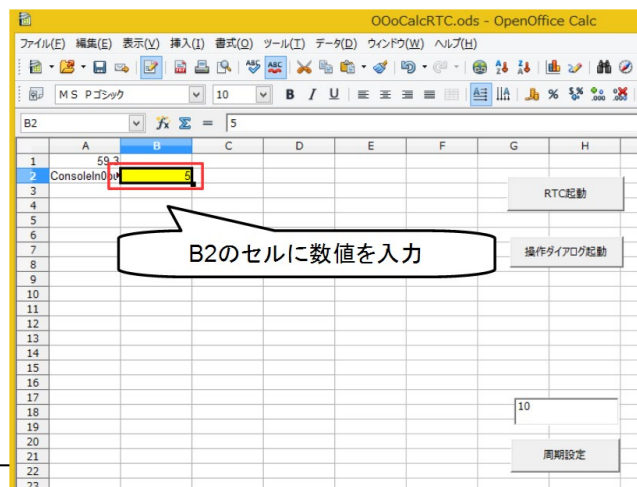 OOoCalcRTC.ods - OpenOffice Calc
ファイル(F) 編集(E) 表示(V) 挿入(I) 書式(O) ツール(T) データ(D) ウィンドウ(W) ヘルプ(H)
MS Pゴシック 10 B I U
B2 fx Σ = 5
A B C D E F G H
1 59.3
2 ConsoleIn0 5
3
RTC起動
4
5
6
7 B2のセルに数値を入力 操作ダイアログ起動
8
9
10
11
12
13
14
15
16
17
18 10
19
20
21 周期設定
22
23